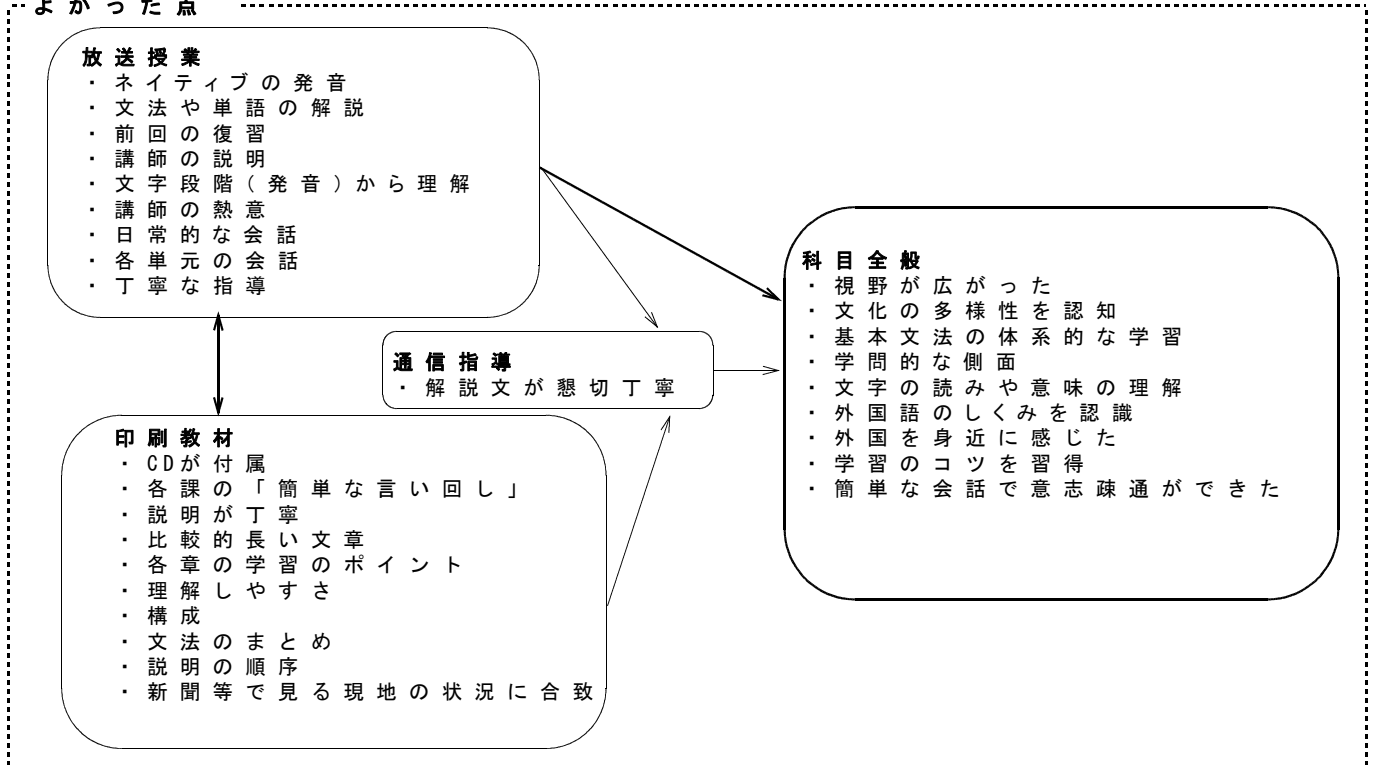 よかった点
放送授業
・ネイティブの発音
・文法や単語の解説
・前回の復習
・講師の説明
・文字段階(発音)から理解
・講師の熱意
・日常的な会話
・各単元の会話
・丁寧な指導
通信指導
・解説文が懇切丁寧
印刷教材
・CDが付属
・各課の「簡単な言い回し」
・説明が丁寧
・比較的長い文章
・各章の学習のポイント
・理解しやすさ
・構成
・文法のまとめ
・説明の順序
・新聞等で見る現地の状況に合致
科目全般
・視野が広がった
・文化の多様性を認知
・基本文法の体系的な学習
・学問的な側面
・文字の読みや意味の理解
・外国語のしくみを認識
・外国を身近に感じた
・学習のコツを習得
・簡単な会話で意志疎通ができた